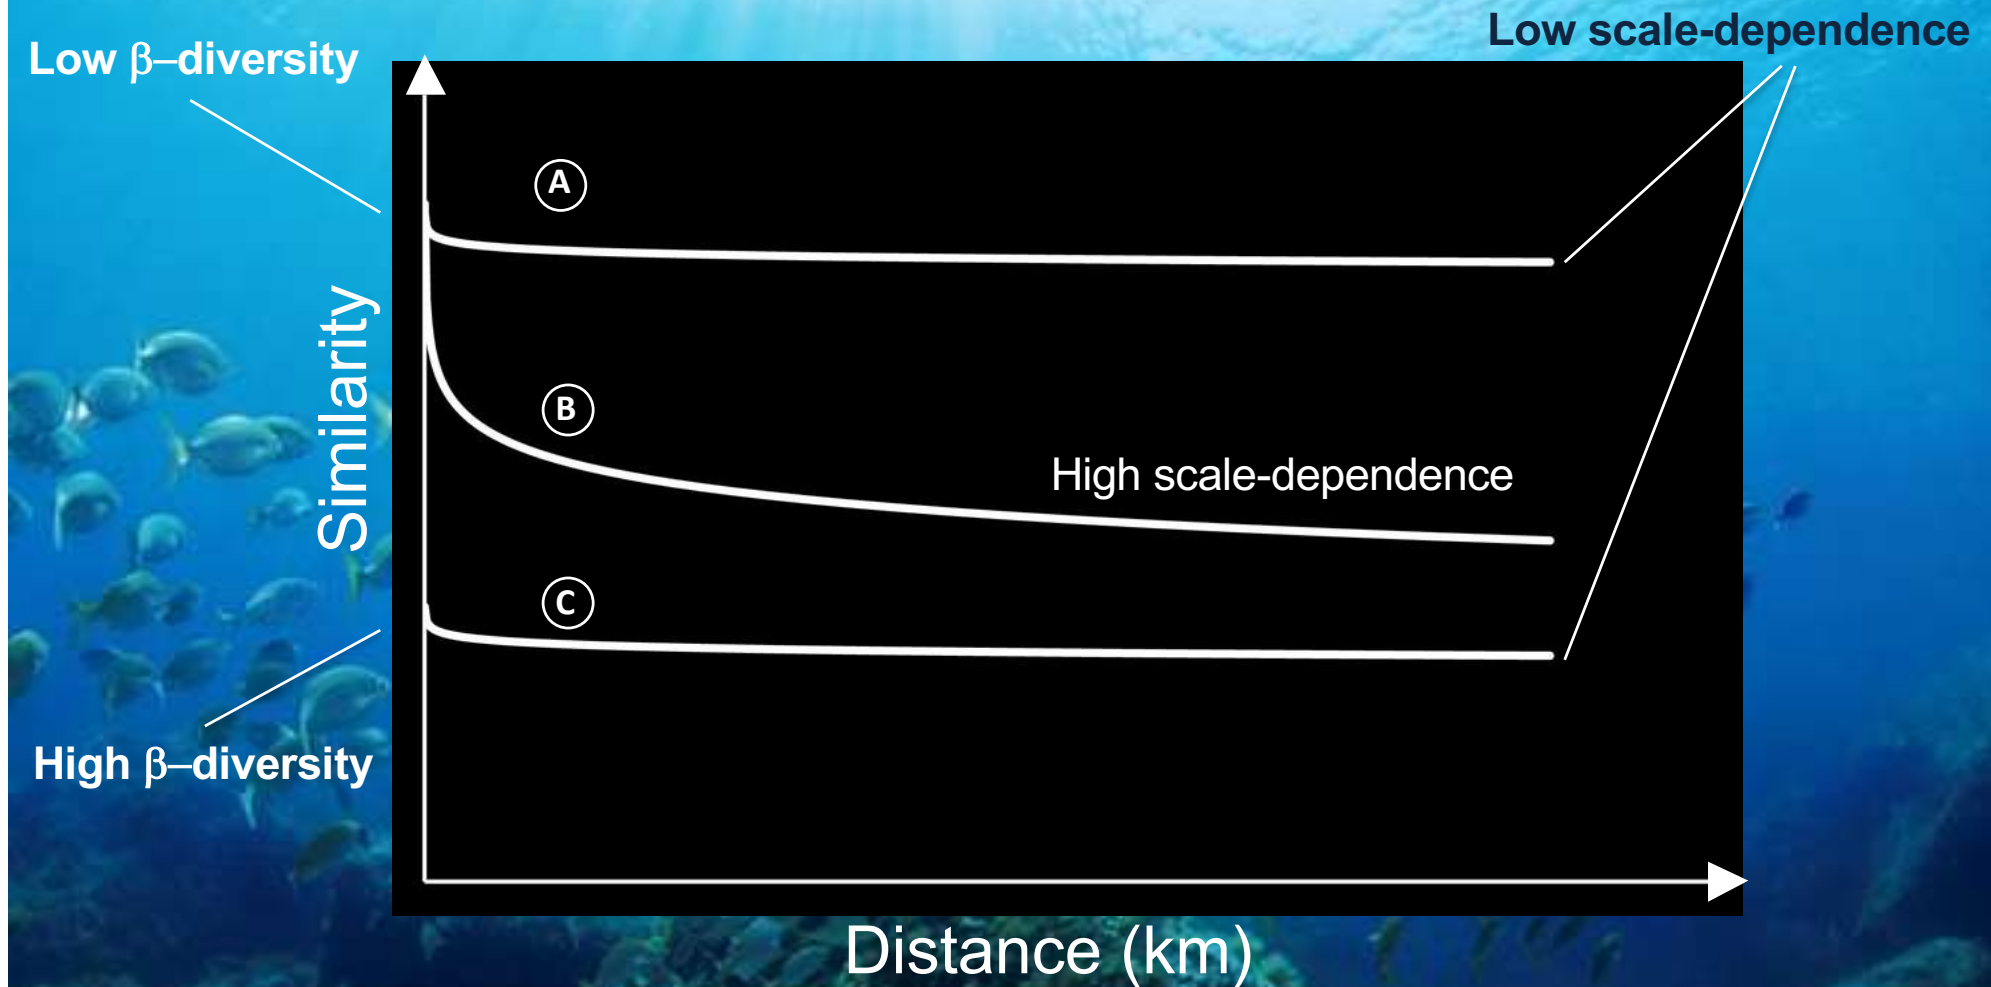 Low scale-dependence
Low β–diversity
A
Similarity
B
High scale-dependence
C
High β–diversity
Distance (km)